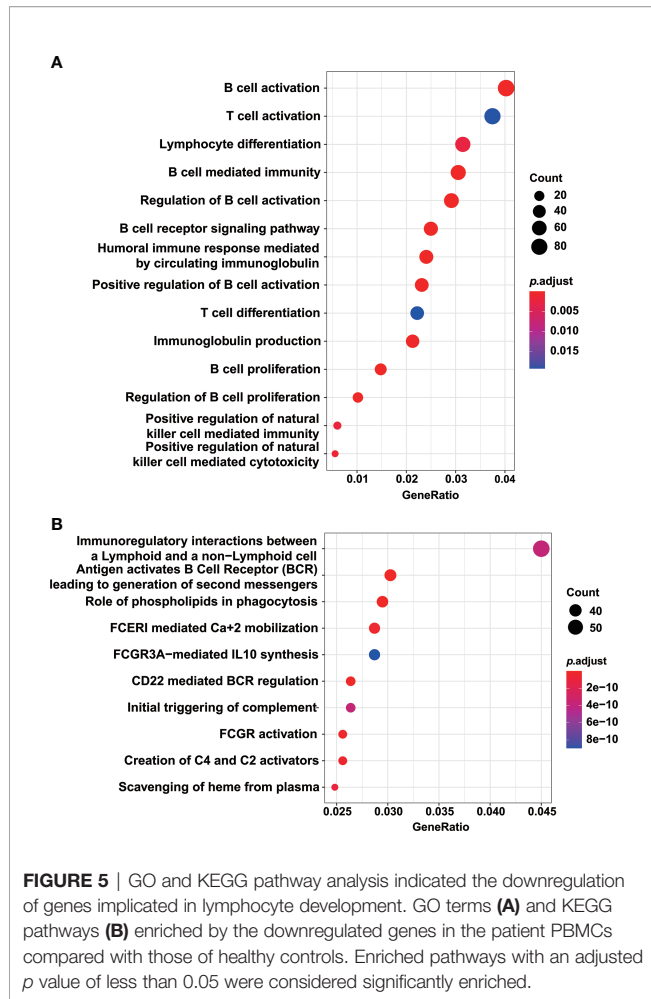 A
B cell activation
T cell activation
Lymphocyte differentiation
B cell mediated immunity
Regulation of B cell activation
B cell receptor signaling pathway
Humoral immune response mediated
by circulating immunoglobulin
Positive regulation of B cell activation
T cell differentiation
Immunoglobulin production
B cell proliferation
Regulation of B cell proliferation
Positive regulation of natural
killer cell mediated immunity
Positive regulation of natural
killer cell mediated cytotoxicity
0.01 0.02 0.03 0.04
GeneRatio
Count
20
40
60
80
p.adjust
0.005
0.010
0.015
B
Immunoregulatory interactions between
a Lymphoid and a non−Lymphoid cell
Antigen activates B Cell Receptor (BCR)
leading to generation of second messengers
Role of phospholipids in phagocytosis
FCERI mediated Ca+2 mobilization
FCGR3A−mediated IL10 synthesis
CD22 mediated BCR regulation
Initial triggering of complement
FCGR activation
Creation of C4 and C2 activators
Scavenging of heme from plasma
0.025 0.030 0.035 0.040 0.045
GeneRatio
Count
40
50
p.adjust
2e−10
4e−10
6e−10
8e−10
FIGURE 5 | GO and KEGG pathway analysis indicated the downregulation
of genes implicated in lymphocyte development. GO terms (A) and KEGG
pathways (B) enriched by the downregulated genes in the patient PBMCs
compared with those of healthy controls. Enriched pathways with an adjusted
p value of less than 0.05 were considered significantly enriched.